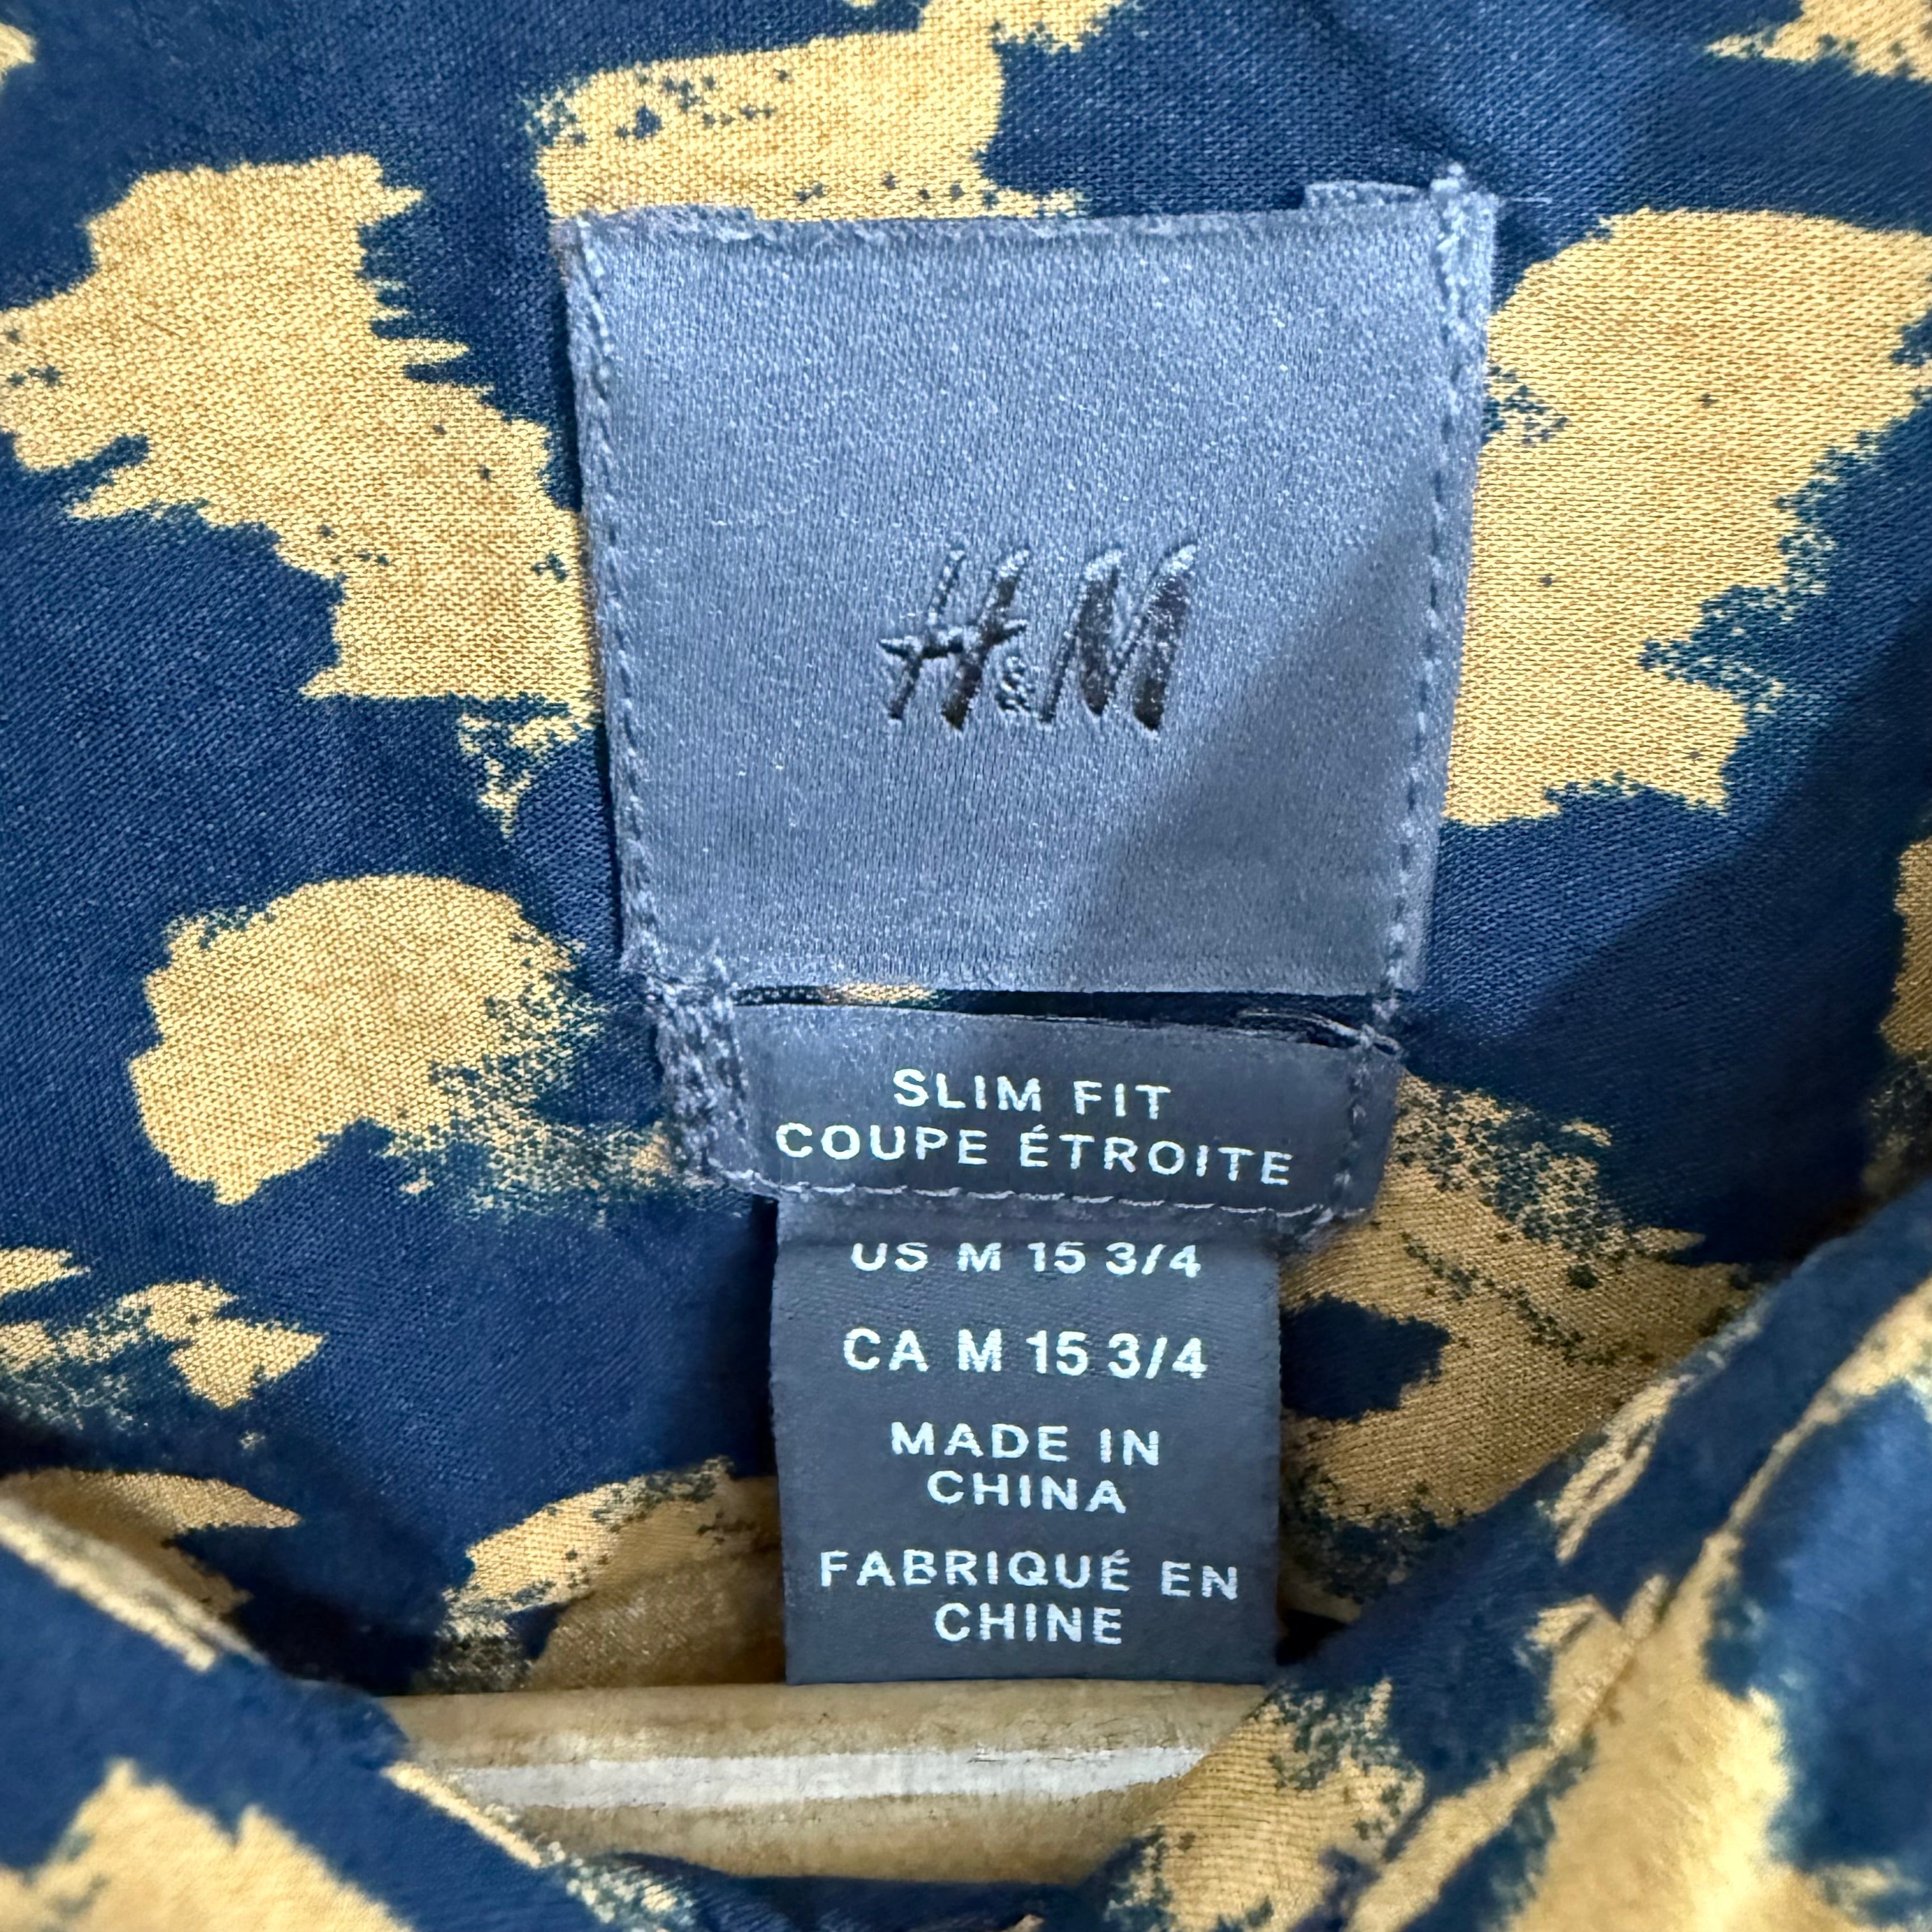 H&M
SLIM FIT
COUPE ÉTROITE
US M 15 3/4
CA M 15 3/4
MADE IN
CHINA
FABRIQUÉ EN
CHINE